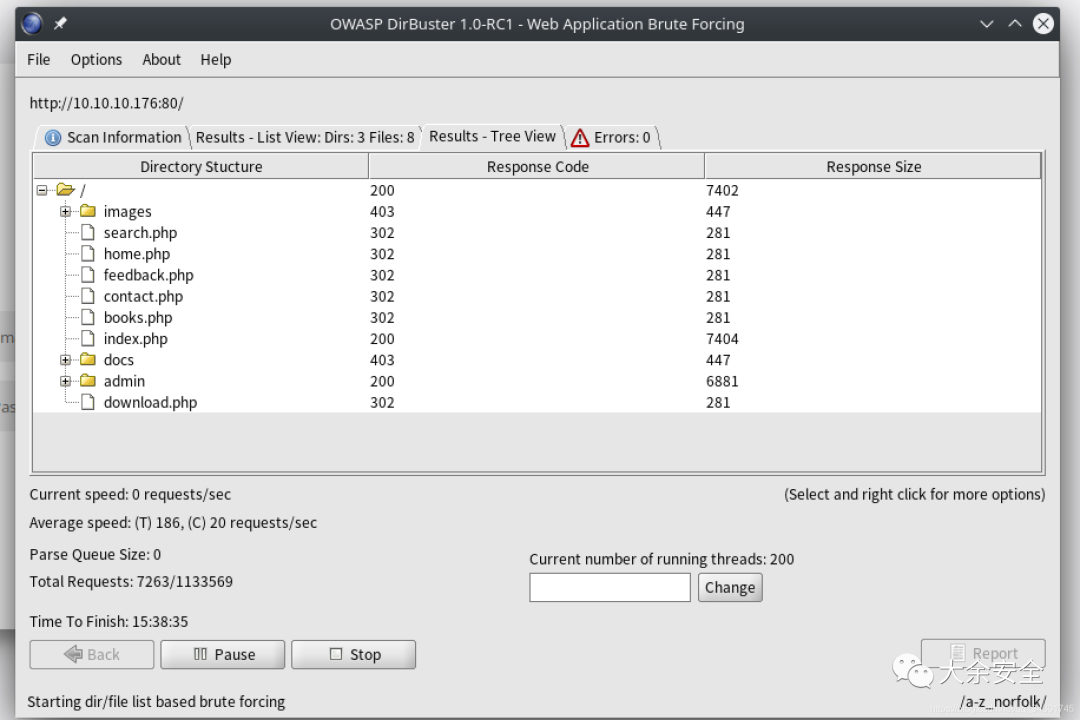 OWASP DirBuster 1.0-RC1 - Web Application Brute Forcing
File Options About Help
http://10.10.10.176:80/
Scan Information Results - List View: Dirs: 3 Files: 8 Results - Tree View Errors: 0
Directory Stucture Response Code Response Size
/ 200 7402
images 403 447
search.php 302 281
home.php 302 281
feedback.php 302 281
contact.php 302 281
books.php 302 281
index.php 200 7404
docs 403 447
admin 200 6881
download.php 302 281
Current speed: 0 requests/sec (Select and right click for more options)
Average speed: (T) 186, (C) 20 requests/sec
Parse Queue Size: 0
Current number of running threads: 200
Total Requests: 7263/1133569
Change
Time To Finish: 15:38:35
Back Pause Stop Report
大余安全
Starting dir/file list based brute forcing /a-z_norfolk/